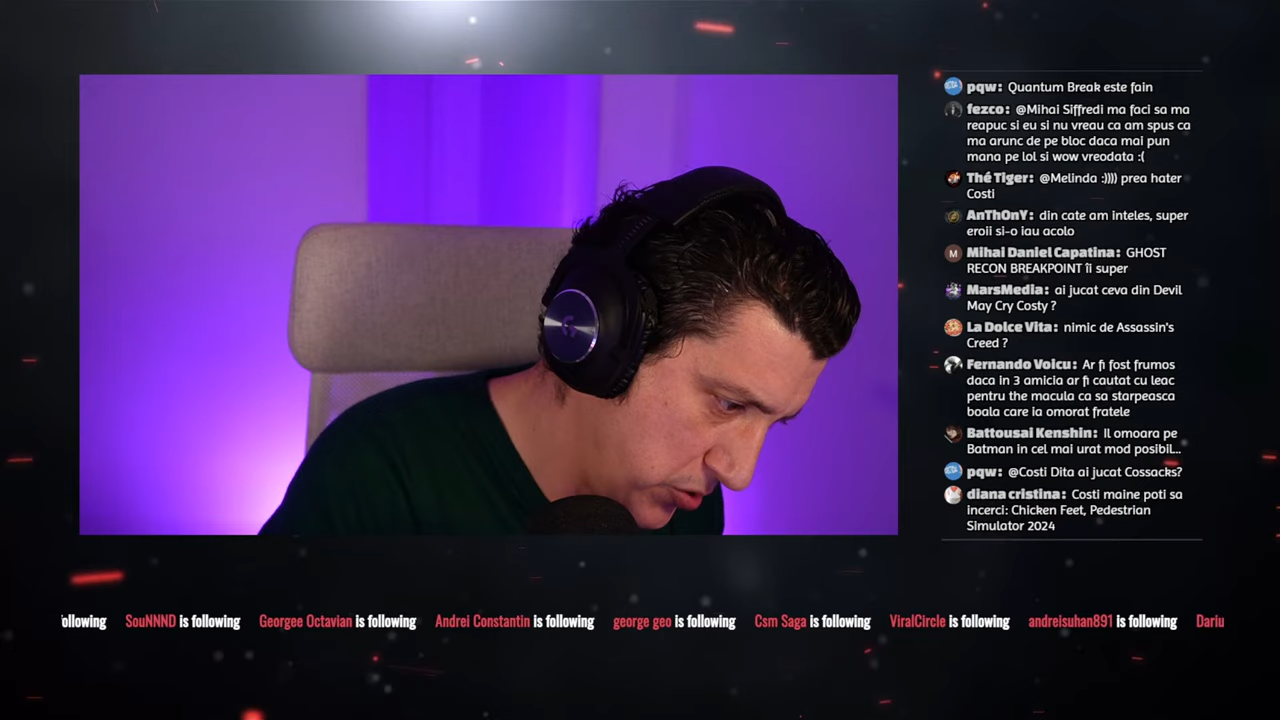 pqw: Quantum Break este fain
fezco: @Mihai Siffredi ma faci sa ma
reapuc si eu si nu vreau ca am spus ca
ma arunc de pe bloc daca mai pun
mana pe lol si wow vreodata :(
Thé Tiger: @Melinda :)))) prea hater
Costi
AnThOnY: din cate am inteles, super
eroii si-o iau acolo
M Mihai Daniel Capatina: GHOST
RECON BREAKPOINT îi super
MarsMedia: ai jucat ceva din Devil
May Cry Costy ?
La Dolce Vita: nimic de Assassin's
Creed ?
Fernando Voicu: Ar fi fost frumos
daca in 3 amicia ar fi cautat cu leac
pentru the macula ca sa starpeasca
boala care ia omorat fratele
Battousai Kenshin: Il omoara pe
Batman in cel mai urat mod posibil...
pqw: @Costi Dita ai jucat Cossacks?
diana cristina: Costi maine poti sa
incerci: Chicken Feet, Pedestrian
Simulator 2024
following SouNNND is following Georgee Octavian is following Andrei Constantin is following george geo is following Csm Saga is following ViralCircle is following andreisuhan891 is following Dariu